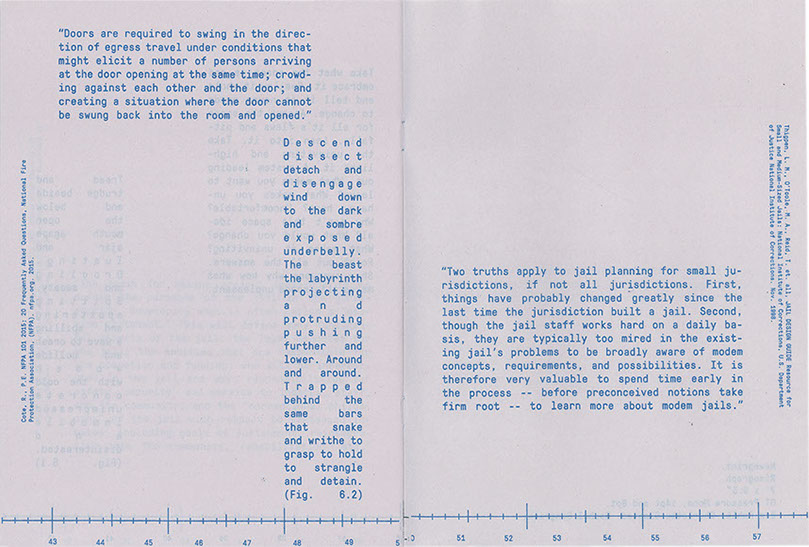 "Doors are required to swing in the direc-
tion of egress travel under conditions that
might elicit a number of persons arriving
at the door opening at the same time; crowd-
ing against each other and the door; and
creating a situation where the door cannot
be swung back into the room and opened."
Descend
dissect
detach and
disengage
wind down
to the dark
and sombre
exposed
underbelly.
The beast
the labyrinth
projecting
and
protruding
pushing
further and
lower. Around
and around.
Trapped
behind the
same bars
that snake
and writhe to
grasp to hold
to strangle
and detain.
(Fig. 6.2)
Cote, R., P.E. NFPA 101 2015: 20 Frequently Asked Questions, National Fire
Protection Association, (NFPA). nfpa.org, 2015.
43 44 45 46 47 48 49 5
"Two truths apply to jail planning for small ju-
risdictions, if not all jurisdictions. First,
things have probably changed greatly since the
last time the jurisdiction built a jail. Second,
though the jail staff works hard on a daily ba-
sis, they are typically too mired in the exist-
ing jail's problems to be broadly aware of modem
concepts, requirements, and possibilities. It is
therefore very valuable to spend time early in
the process -- before preconceived notions take
firm root -- to learn more about modem jails."
Thigpen, L. M., O'Toole, M. A., Reid, T. et. all, JAIL DESIGN GUIDE Resource for
Small and Medium-Sized Jails; National Institute of Corrections, U.S. Department
of Justice National Institute of Corrections, Nov. 1998.
0 51 52 53 54 55 56 57